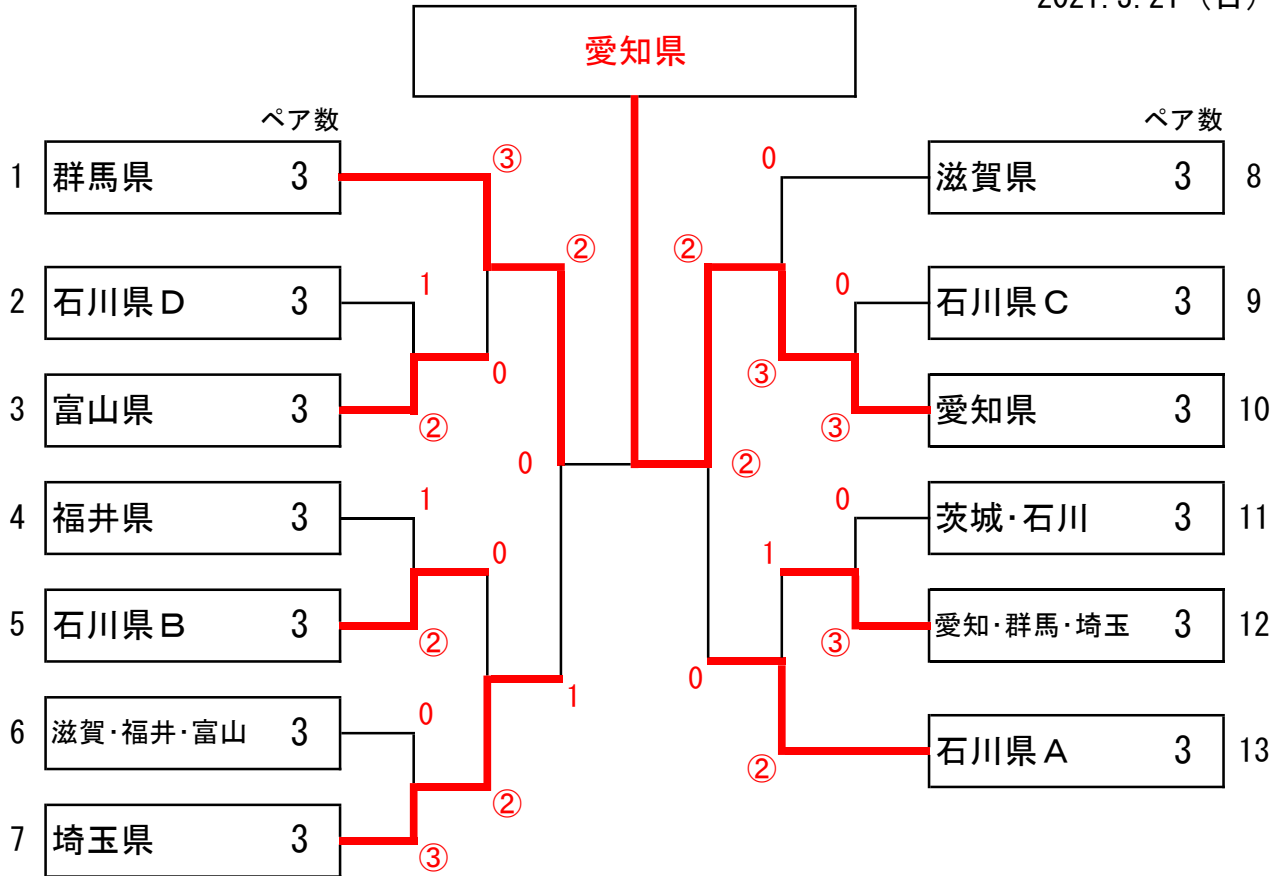 愛知県
ペア数 ペア数
1 群馬県 3 ③ 0 滋賀県 3 8
② ②
2 石川県D 3 1 0 石川県C 3 9
0 ③
3 富山県 3 ② ③ 愛知県 3 10
0 ②
4 福井県 3 1 0 茨城・石川 3 11
0 1
5 石川県B 3 ② ③ 愛知・群馬・埼玉 3 12
1 0
6 滋賀・福井・富山 3 0 ② 石川県A 3 13
②
7 埼玉県 3 ③